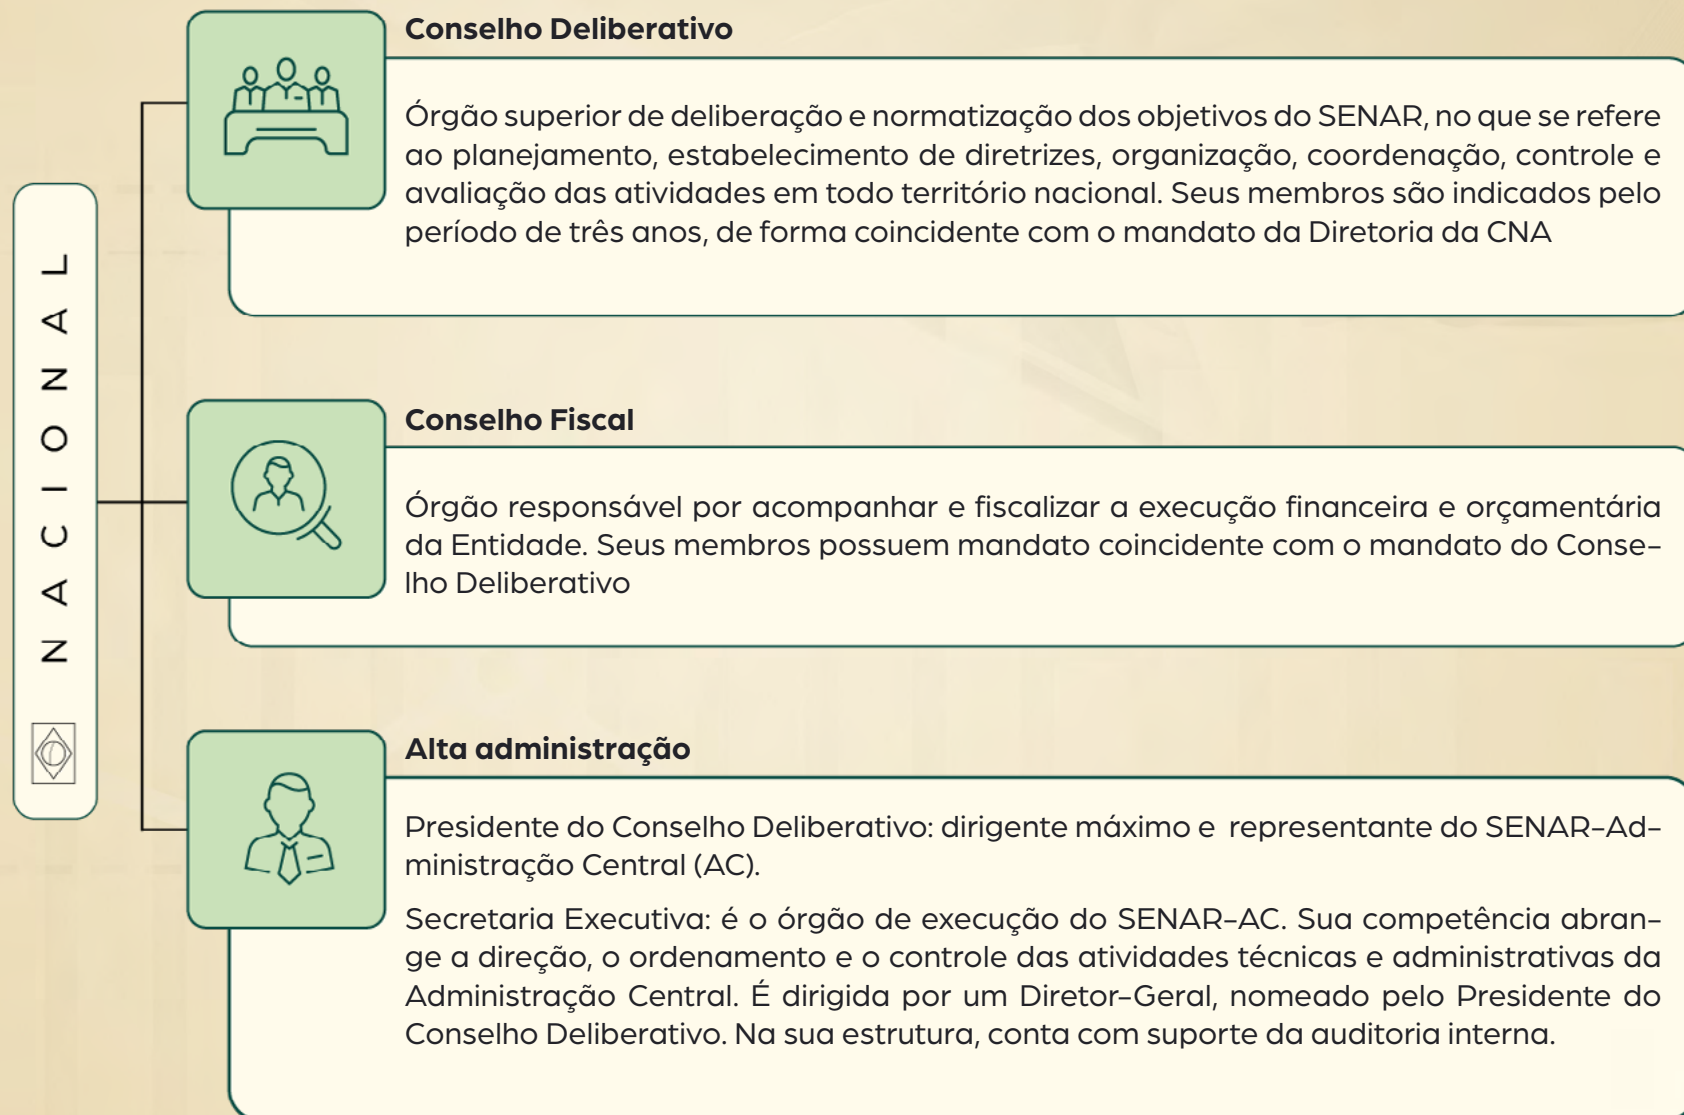 NACIONAL
Conselho Deliberativo
Órgão superior de deliberação e normatização dos objetivos do SENAR, no que se refere
ao planejamento, estabelecimento de diretrizes, organização, coordenação, controle e
avaliação das atividades em todo território nacional. Seus membros são indicados pelo
período de três anos, de forma coincidente com o mandato da Diretoria da CNA
Conselho Fiscal
Órgão responsável por acompanhar e fiscalizar a execução financeira e orçamentária
da Entidade. Seus membros possuem mandato coincidente com o mandato do Conse-
lho Deliberativo
Alta administração
Presidente do Conselho Deliberativo: dirigente máximo e representante do SENAR-Ad-
ministração Central (AC).
Secretaria Executiva: é o órgão de execução do SENAR-AC. Sua competência abran-
ge a direção, o ordenamento e o controle das atividades técnicas e administrativas da
Administração Central. É dirigida por um Diretor-Geral, nomeado pelo Presidente do
Conselho Deliberativo. Na sua estrutura, conta com suporte da auditoria interna.